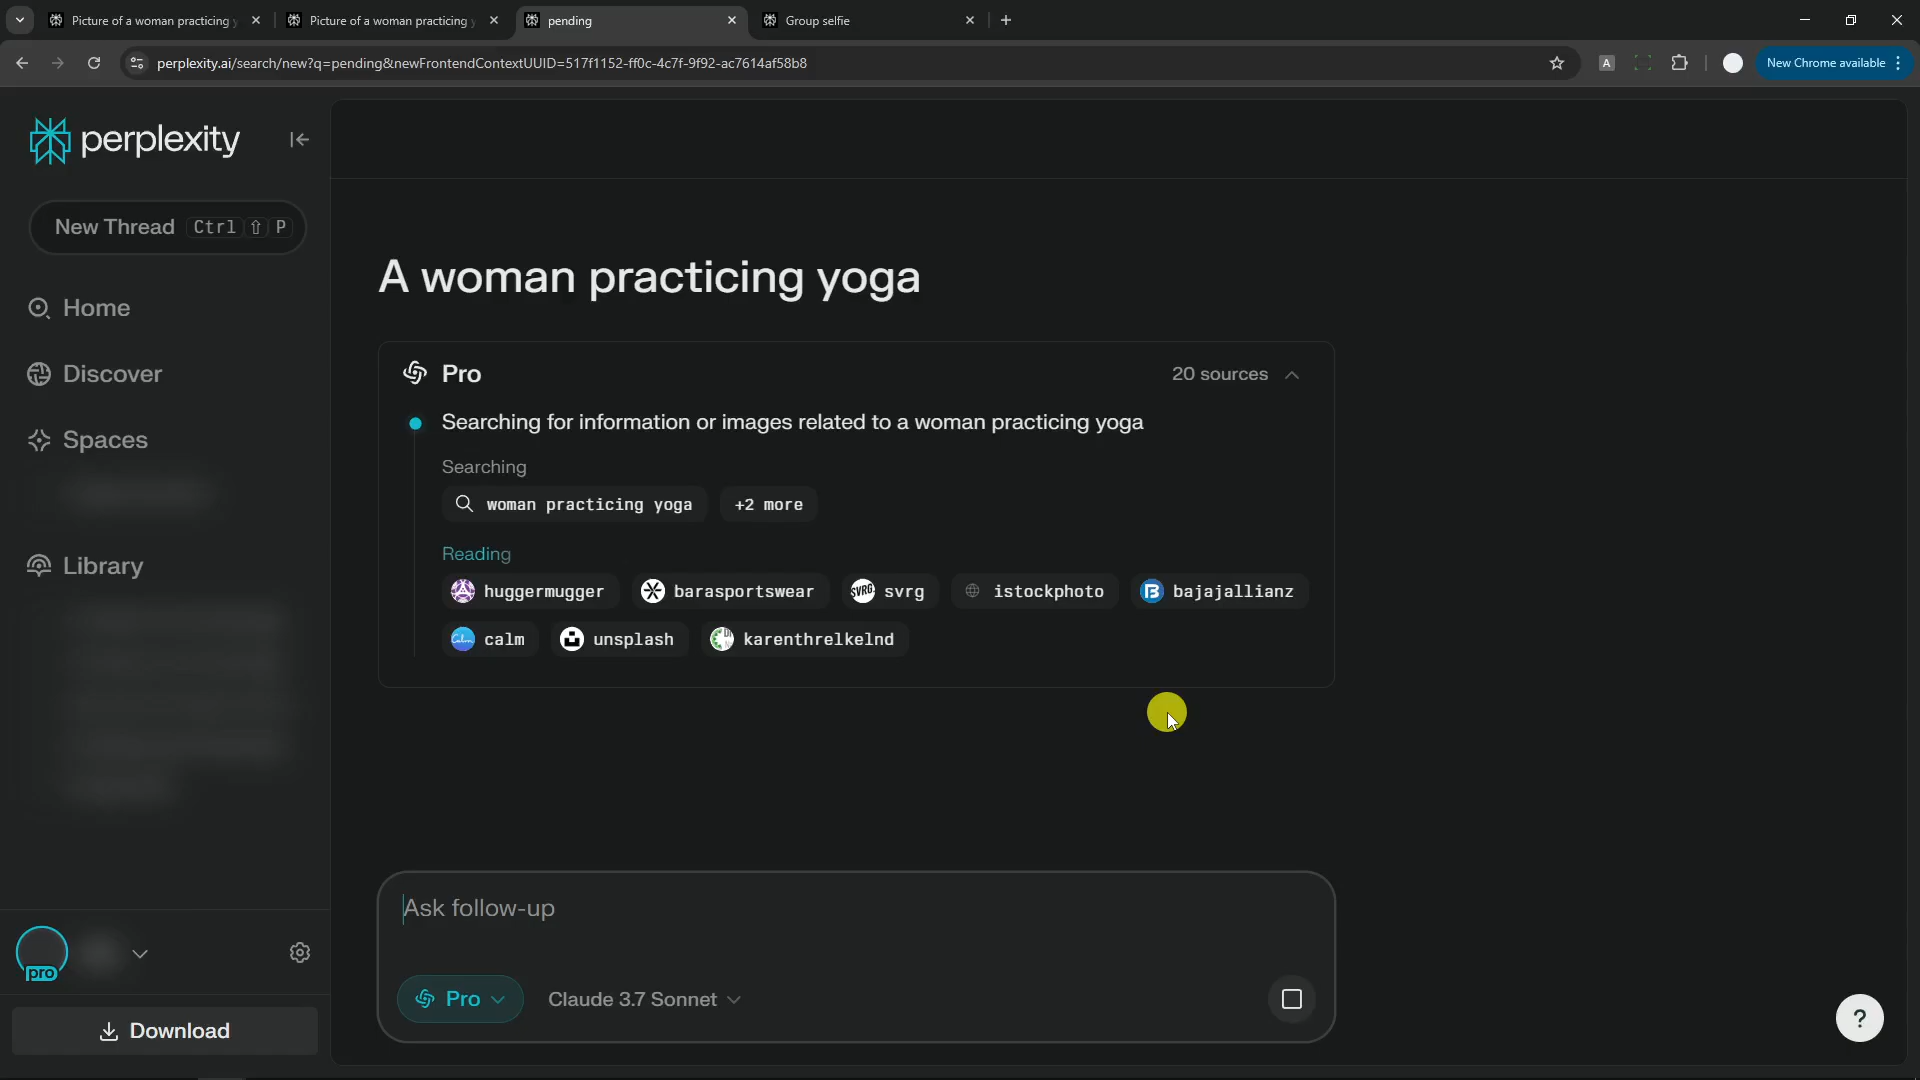 Picture of a woman practicing
Picture of a woman practicing
pending
Group selfie
perplexity.ai/search/new?q=pending&newFrontendContextUUID=517f1152-ff0c-4c7f-9f92-ac7614af58b8
A
New Chrome available
perplexity
New Thread Ctrl ⇧ P
Home
Discover
Spaces
Library
pro
Download
A woman practicing yoga
Pro
20 sources
Searching for information or images related to a woman practicing yoga
Searching
woman practicing yoga +2 more
Reading
huggermugger barasportswear SVRG svrg istockphoto B bajajallianz
Calm calm unsplash karenthrelkelnd
Ask follow-up
Pro Claude 3.7 Sonnet
?